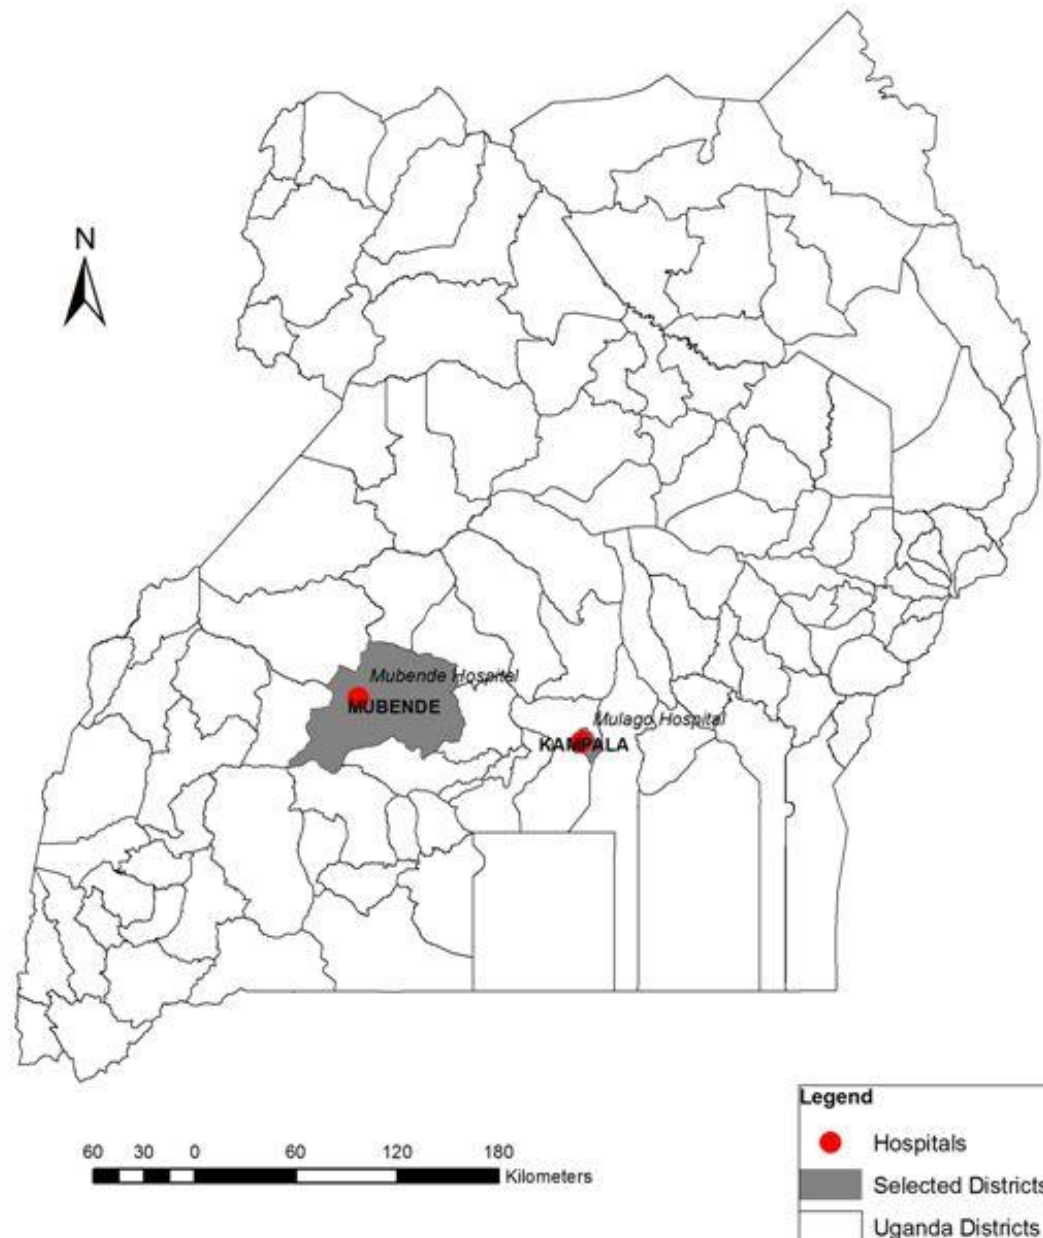 N
Mubende Hospital
MUBENDE
Mulago Hospital
KAMPALA
60 30 0 60 120 180
Kilometers
Legend
Hospitals
Selected Districts
Uganda Districts